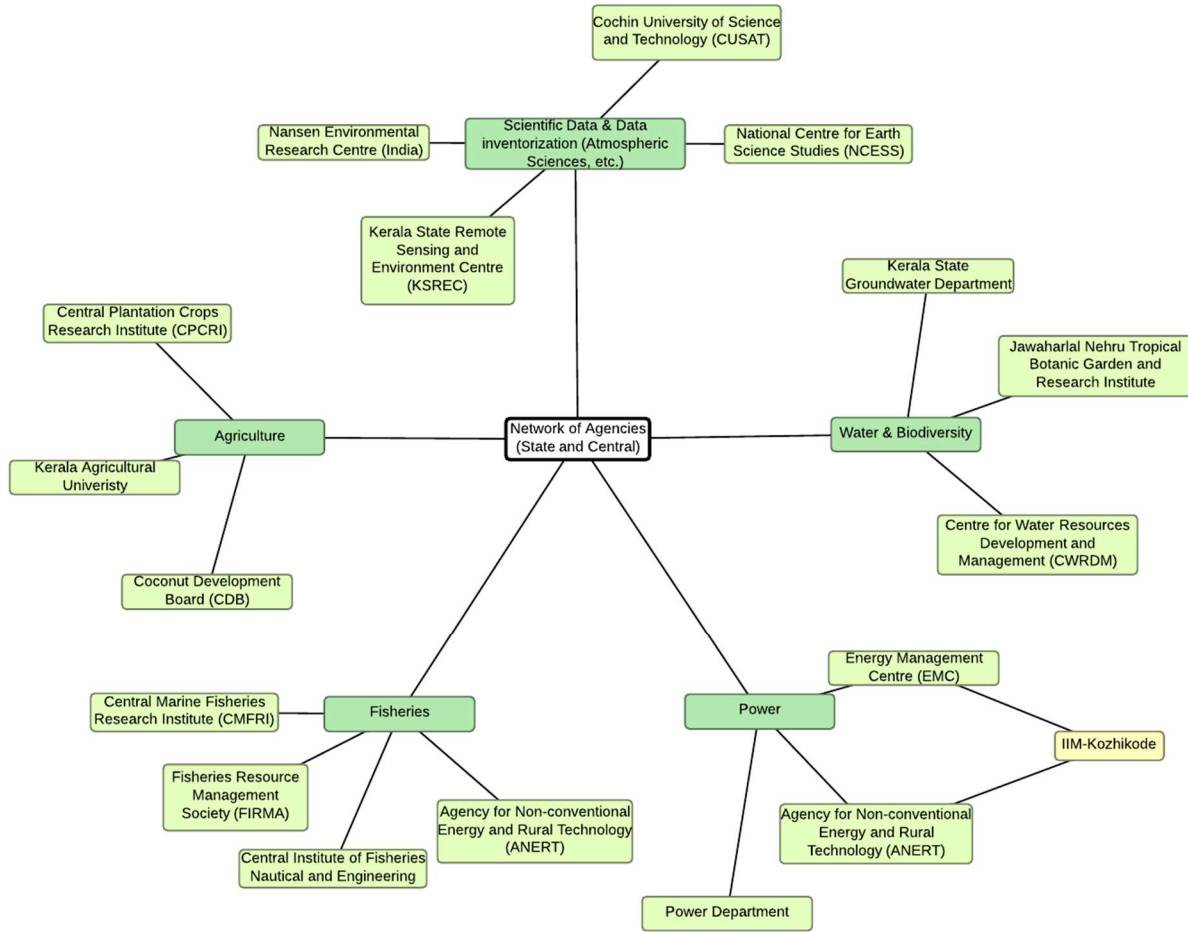 Cochin University of Science
and Technology (CUSAT)
Nansen Environmental
Research Centre (India)
Scientific Data & Data
inventorization (Atmospheric
Sciences, etc.)
National Centre for Earth
Science Studies (NCESS)
Kerala State Remote
Sensing and
Environment Centre
(KSREC)
Kerala State
Groundwater Department
Central Plantation Crops
Research Institute (CPCRI)
Jawaharlal Nehru Tropical
Botanic Garden and
Research Institute
Agriculture
Network of Agencies
(State and Central)
Water & Biodiversity
Kerala Agricultural
Univeristy
Centre for Water Resources
Development and
Management (CWRDM)
Coconut Development
Board (CDB)
Energy Management
Centre (EMC)
Central Marine Fisheries
Research Institute (CMFRI)
Fisheries
Power
IIM-Kozhikode
Fisheries Resource
Management
Society (FIRMA)
Agency for Non-conventional
Energy and Rural Technology
(ANERT)
Agency for Non-conventional
Energy and Rural
Technology (ANERT)
Central Institute of Fisheries
Nautical and Engineering
Power Department